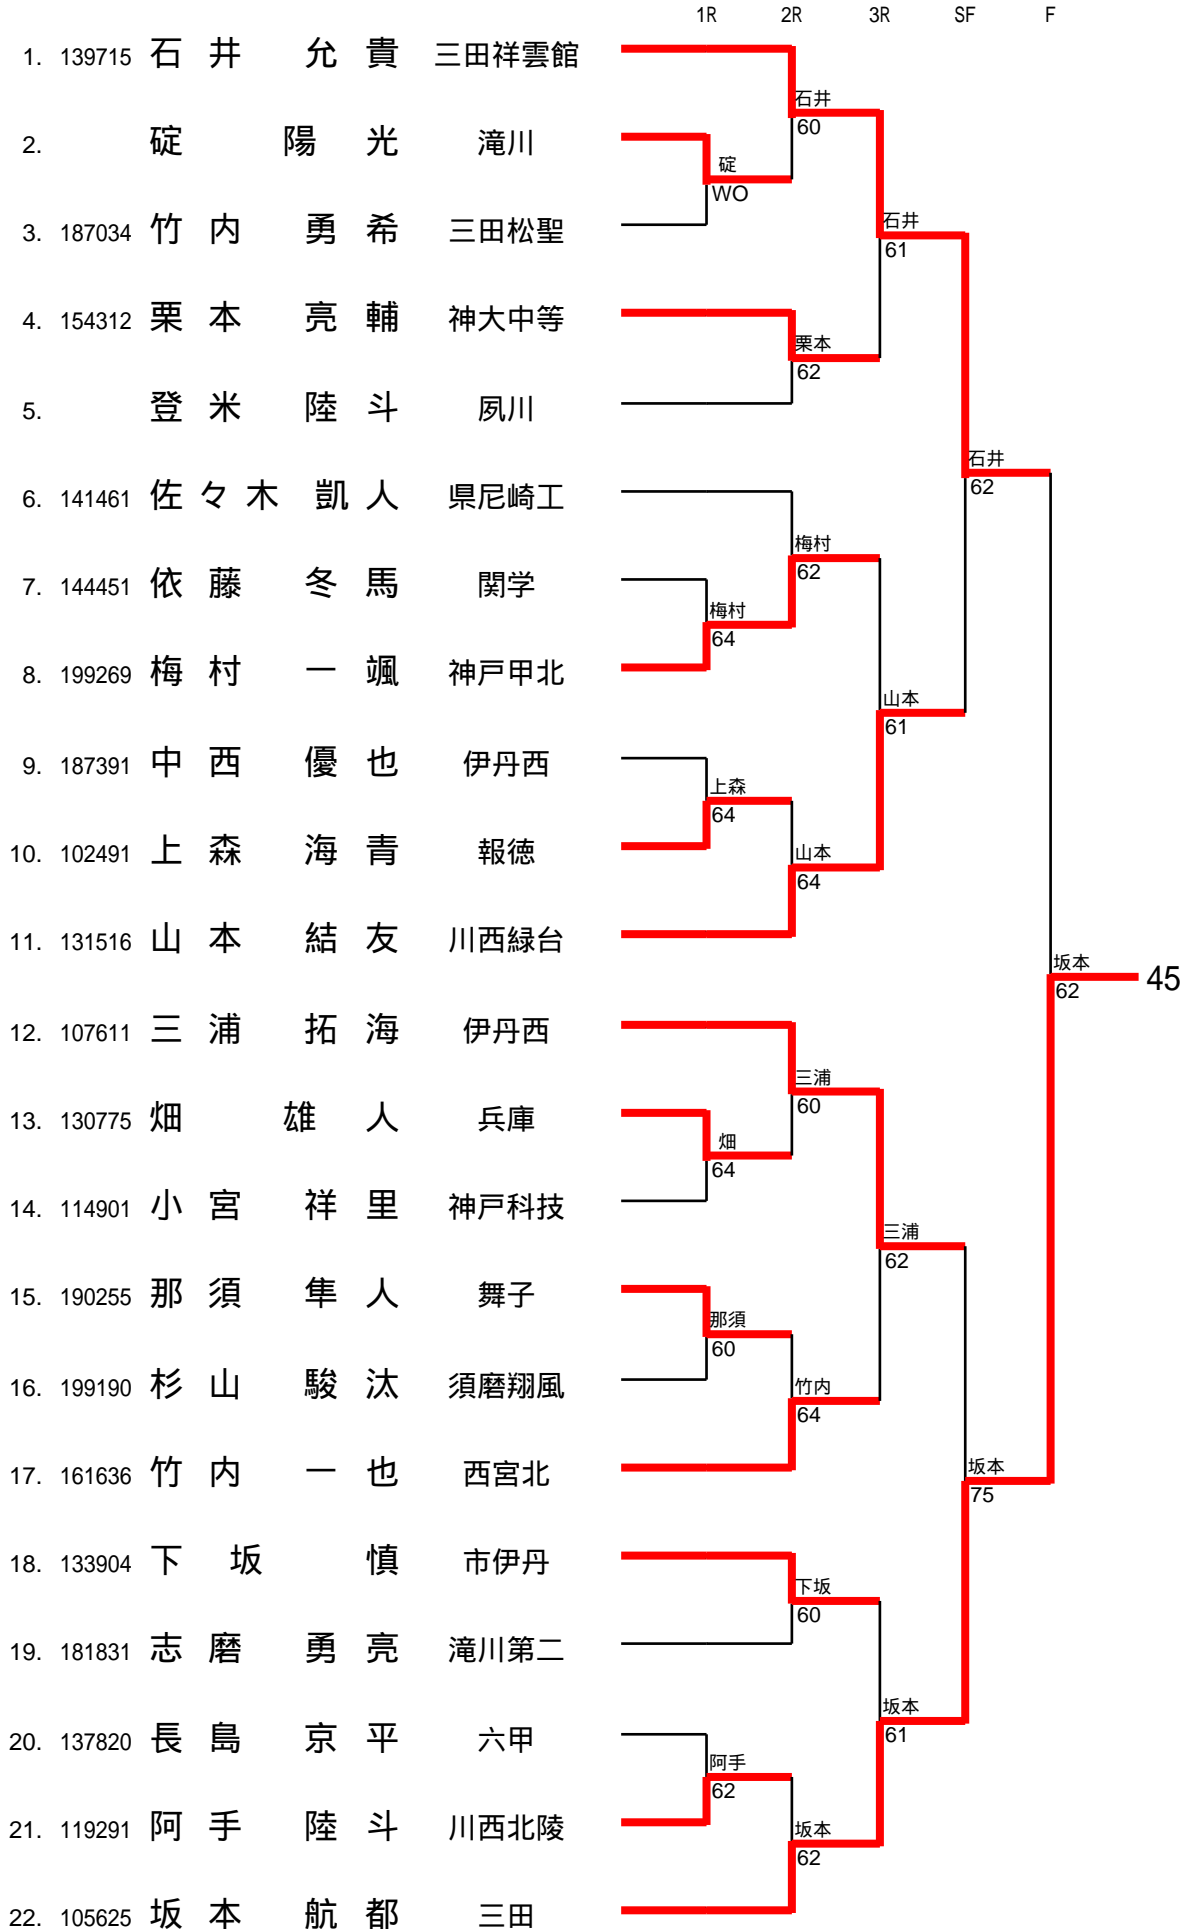 1R 2R 3R SF F
1. 139715 石井 允貴 三田祥雲館
石井
60
2. 碇 陽光 滝川
碇
WO
3. 187034 竹内 勇希 三田松聖
石井
61
4. 154312 栗本 亮輔 神大中等
栗本
62
5. 登米 陸斗 夙川
石井
62
6. 141461 佐々木 凱人 県尼崎工
梅村
62
7. 144451 依藤 冬馬 関学
梅村
64
8. 199269 梅村 一颯 神戸甲北
山本
61
9. 187391 中西 優也 伊丹西
上森
64
10. 102491 上森 海青 報徳
山本
64
11. 131516 山本 結友 川西緑台
坂本
62 45
12. 107611 三浦 拓海 伊丹西
三浦
60
13. 130775 畑 雄人 兵庫
畑
64
14. 114901 小宮 祥里 神戸科技
三浦
62
15. 190255 那須 隼人 舞子
那須
60
16. 199190 杉山 駿汰 須磨翔風
竹内
64
17. 161636 竹内 一也 西宮北
坂本
75
18. 133904 下坂 慎 市伊丹
下坂
60
19. 181831 志磨 勇亮 滝川第二
坂本
61
20. 137820 長島 京平 六甲
阿手
62
21. 119291 阿手 陸斗 川西北陵
坂本
62
22. 105625 坂本 航都 三田